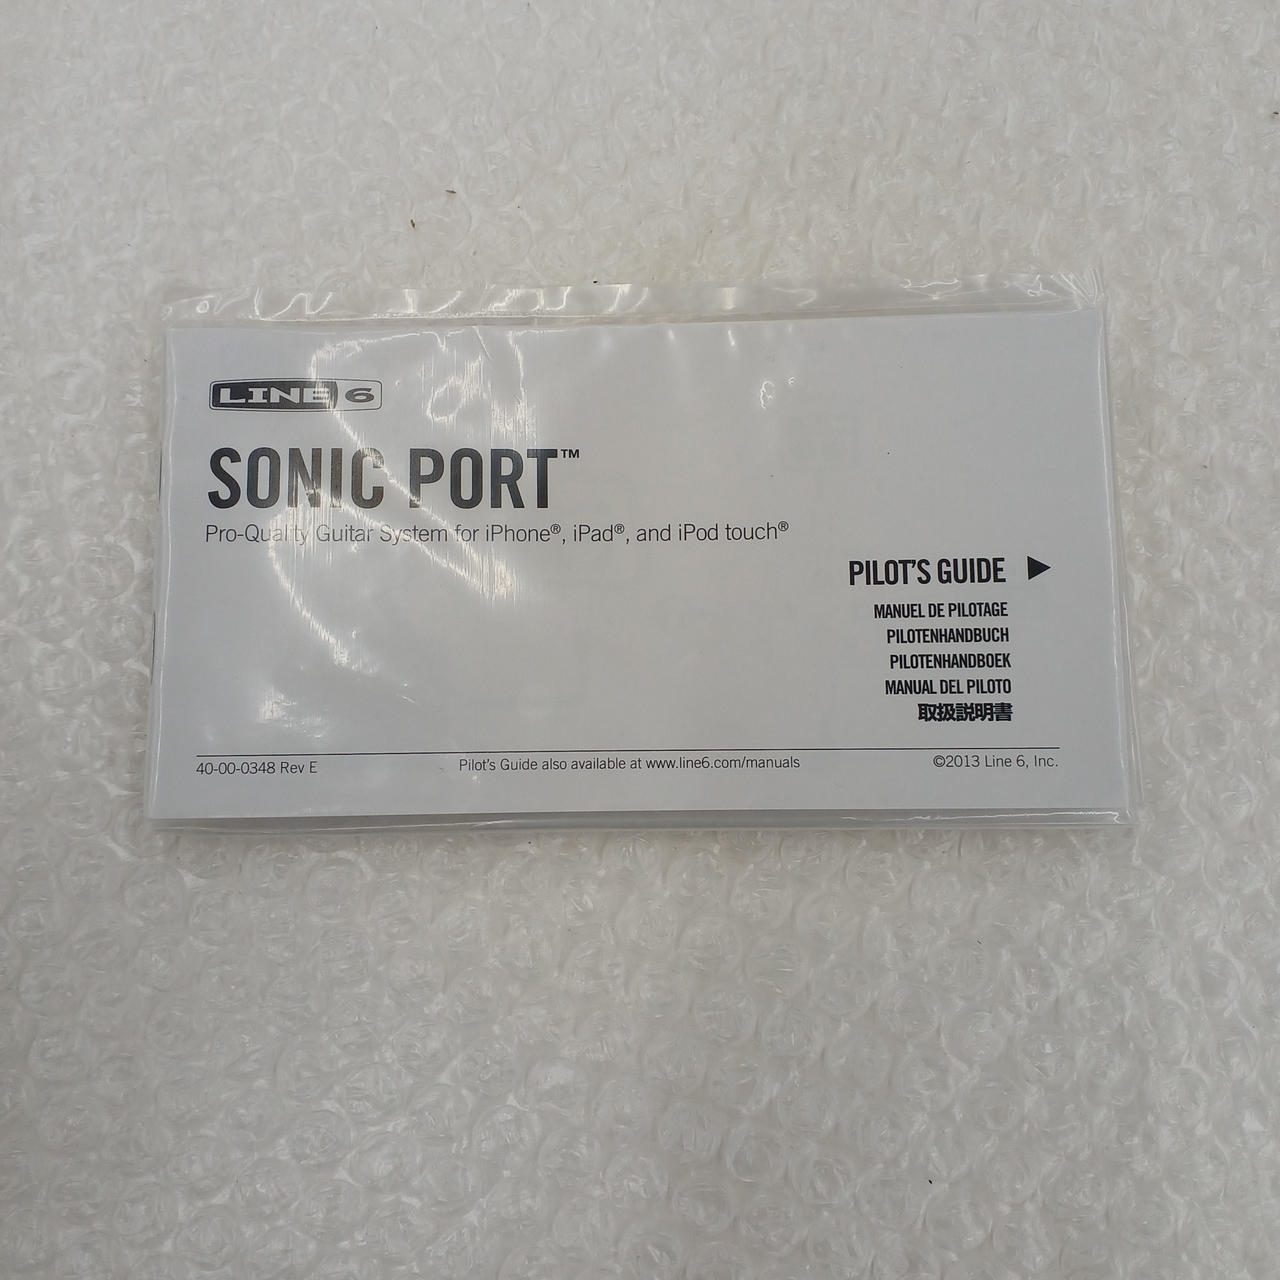 LINE 6
SONIC PORT™
Pro-Quality Guitar System for iPhone®, iPad®, and iPod touch®
PILOT'S GUIDE ▶
MANUEL DE PILOTAGE
PILOTENHANDBUCH
PILOTENHANDBOEK
MANUAL DEL PILOTO
取扱説明書
40-00-0348 Rev E Pilot's Guide also available at www.line6.com/manuals ©2013 Line 6, Inc.